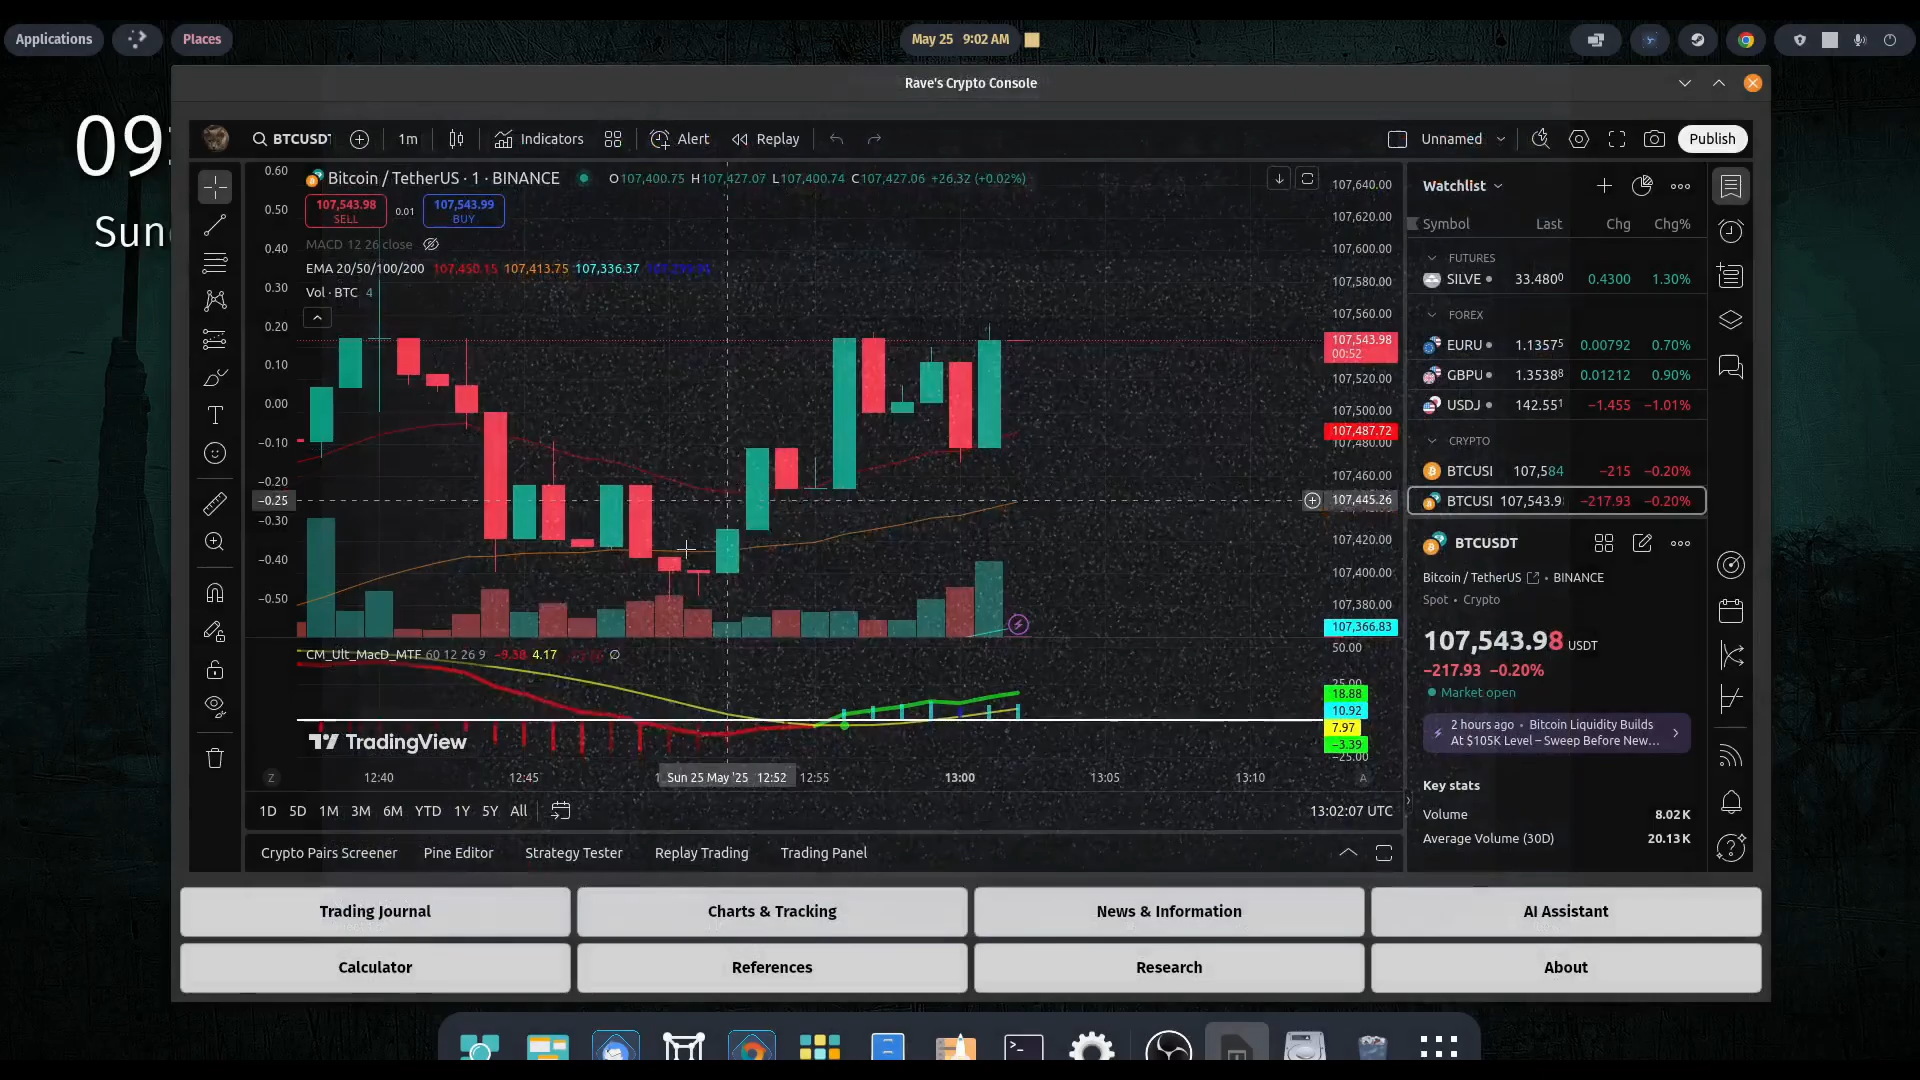 Applications
Places
May 25 9:02 AM
Rave's Crypto Console
09:
Sun
BTCUSDT
1m
Indicators
Alert
Replay
Unnamed
Publish
Bitcoin / TetherUS · 1 · BINANCE
O107,400.75 H107,427.07 L107,400.74 C107,427.06 +26.32 (+0.02%)
107,543.98
SELL
0.01
107,543.99
BUY
MACD 12 26 close
EMA 20/50/100/200 107,450.15 107,413.75 107,336.37
Vol · BTC 4
0.60
0.50
0.40
0.30
0.20
0.10
0.00
−0.10
−0.20
−0.25
−0.30
−0.40
−0.50
107,640.00
107,620.00
107,600.00
107,580.00
107,560.00
107,543.98
00:52
107,520.00
107,500.00
107,487.72
107,480.00
107,460.00
107,445.26
107,420.00
107,400.00
107,380.00
107,366.83
CM_Ult_MacD_MTF 60 12 26 9 −9.38 4.17
50.00
25.00
18.88
10.92
7.97
−3.39
−25.00
TradingView
Z
12:40
12:45
Sun 25 May '25 12:52
12:55
13:00
13:05
13:10
A
1D 5D 1M 3M 6M YTD 1Y 5Y All
13:02:07 UTC
Crypto Pairs Screener
Pine Editor
Strategy Tester
Replay Trading
Trading Panel
Watchlist
Symbol Last Chg Chg%
FUTURES
SILVE 33.480⁰ 0.4300 1.30%
FOREX
EURU 1.1357⁵ 0.00792 0.70%
GBPU 1.3538⁸ 0.01212 0.90%
USDJ 142.55¹ −1.455 −1.01%
CRYPTO
BTCUSI 107,584 −215 −0.20%
BTCUSI 107,543.9 −217.93 −0.20%
BTCUSDT
Bitcoin / TetherUS • BINANCE
Spot • Crypto
107,543.98 USDT
−217.93 −0.20%
Market open
2 hours ago • Bitcoin Liquidity Builds
At $105K Level – Sweep Before New...
Key stats
Volume 8.02 K
Average Volume (30D) 20.13 K
Trading Journal
Charts & Tracking
News & Information
AI Assistant
Calculator
References
Research
About